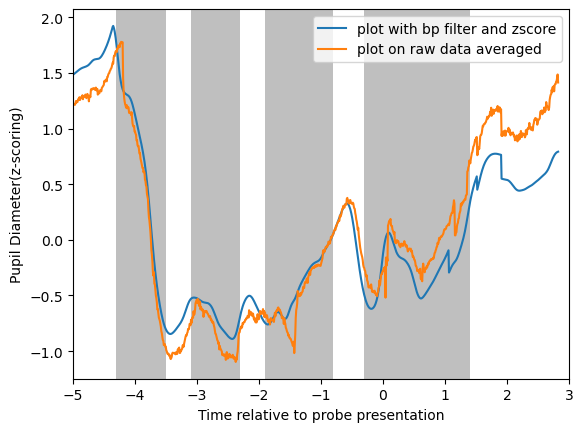 plot with bp filter and zscore
plot on raw data averaged
Pupil Diameter(z-scoring)
2.0
1.5
1.0
0.5
0.0
−0.5
−1.0
−5 −4 −3 −2 −1 0 1 2 3
Time relative to probe presentation